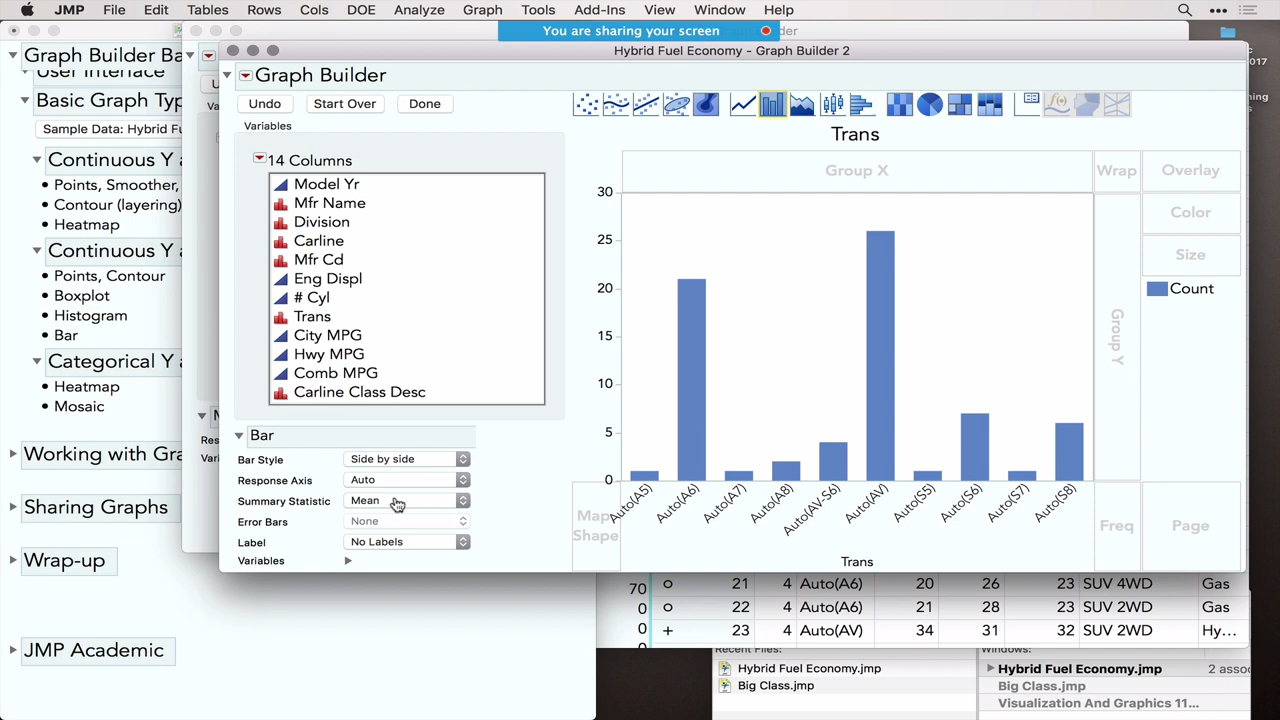 JMP File Edit Tables Rows Cols DOE Analyze Graph Tools Add-Ins View Window Help
You are sharing your screen
Hybrid Fuel Economy - Graph Builder 2
Graph Builder Ba
User Interface
Basic Graph Typ
Sample Data: Hybrid Fu
Continuous Y a
• Points, Smoother,
• Contour (layering)
• Heatmap
Continuous Y a
• Points, Contour
• Boxplot
• Histogram
• Bar
Categorical Y a
• Heatmap
• Mosaic
Working with Gra
Sharing Graphs
Wrap-up
JMP Academic
Graph Builder
Undo Start Over Done
Variables
14 Columns
Model Yr
Mfr Name
Division
Carline
Mfr Cd
Eng Displ
# Cyl
Trans
City MPG
Hwy MPG
Comb MPG
Carline Class Desc
Bar
Bar Style Side by side
Response Axis Auto
Summary Statistic Mean
Error Bars None
Label No Labels
Variables
Trans
Group X
Wrap
Overlay
Color
Size
Count
Group Y
30
25
20
15
10
5
0
Auto(A5) Auto(A6) Auto(A7) Auto(A8) Auto(AV-S6) Auto(AV) Auto(S5) Auto(S6) Auto(S7) Auto(S8)
Map
Shape
Trans
Freq
Page
70 21 4 Auto(A6) 20 26 23 SUV 4WD Gas
0 22 4 Auto(A6) 21 28 23 SUV 2WD Gas
0 + 23 4 Auto(AV) 34 31 32 SUV 2WD Hy...
Recent Files:
Hybrid Fuel Economy.jmp
Big Class.jmp
Windows:
Hybrid Fuel Economy.jmp 2 assoc
Big Class.jmp
Visualization And Graphics 11...
2017